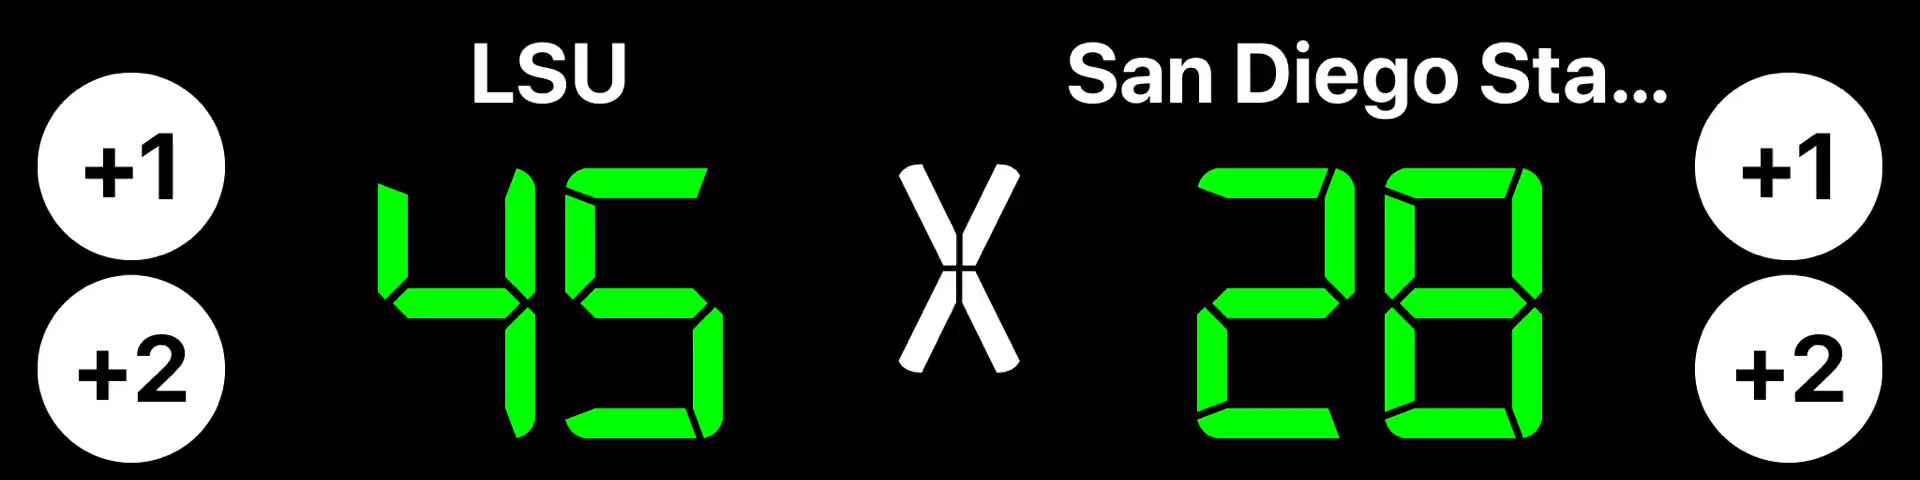 LSU
San Diego Sta...
+1
45 X 28
+1
+2
+2